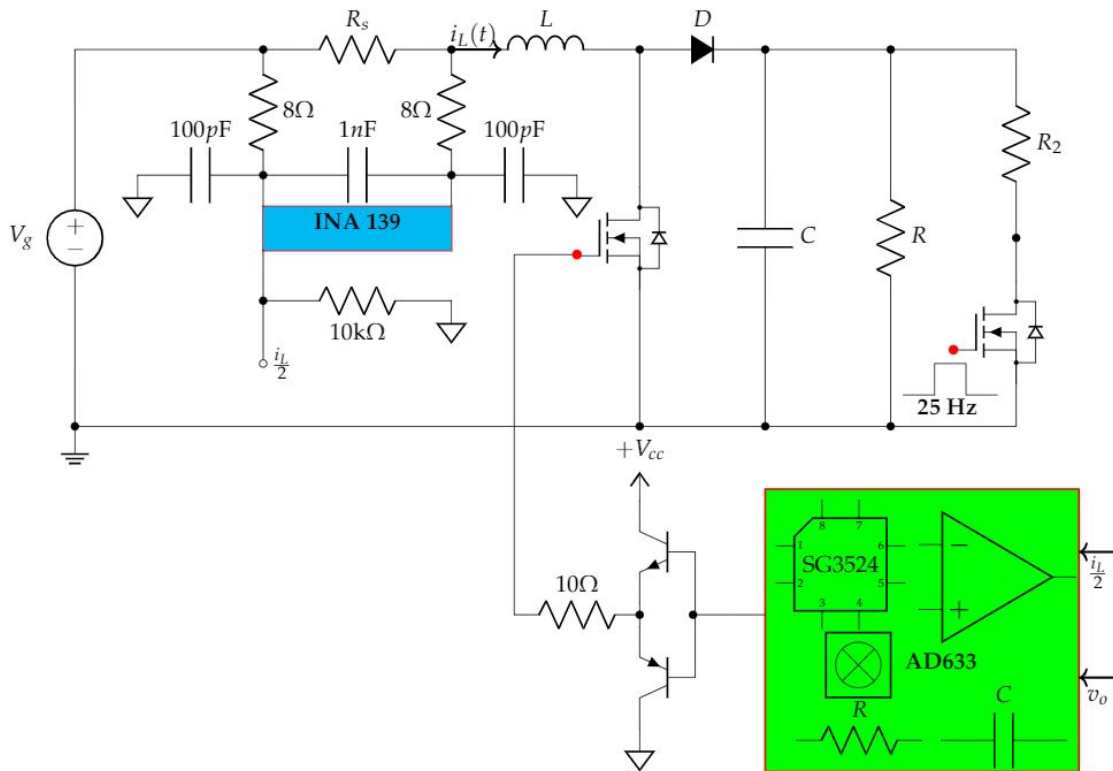 R_s
i_L(t)
L
D
8Ω
8Ω
100pF
1nF
100pF
R_2
INA 139
V_g
+
−
C
R
10kΩ
i_L/2
25 Hz
+V_cc
8
7
1
6
SG3524
−
i_L/2
2
5
10Ω
3
4
+
AD633
v_o
R
C